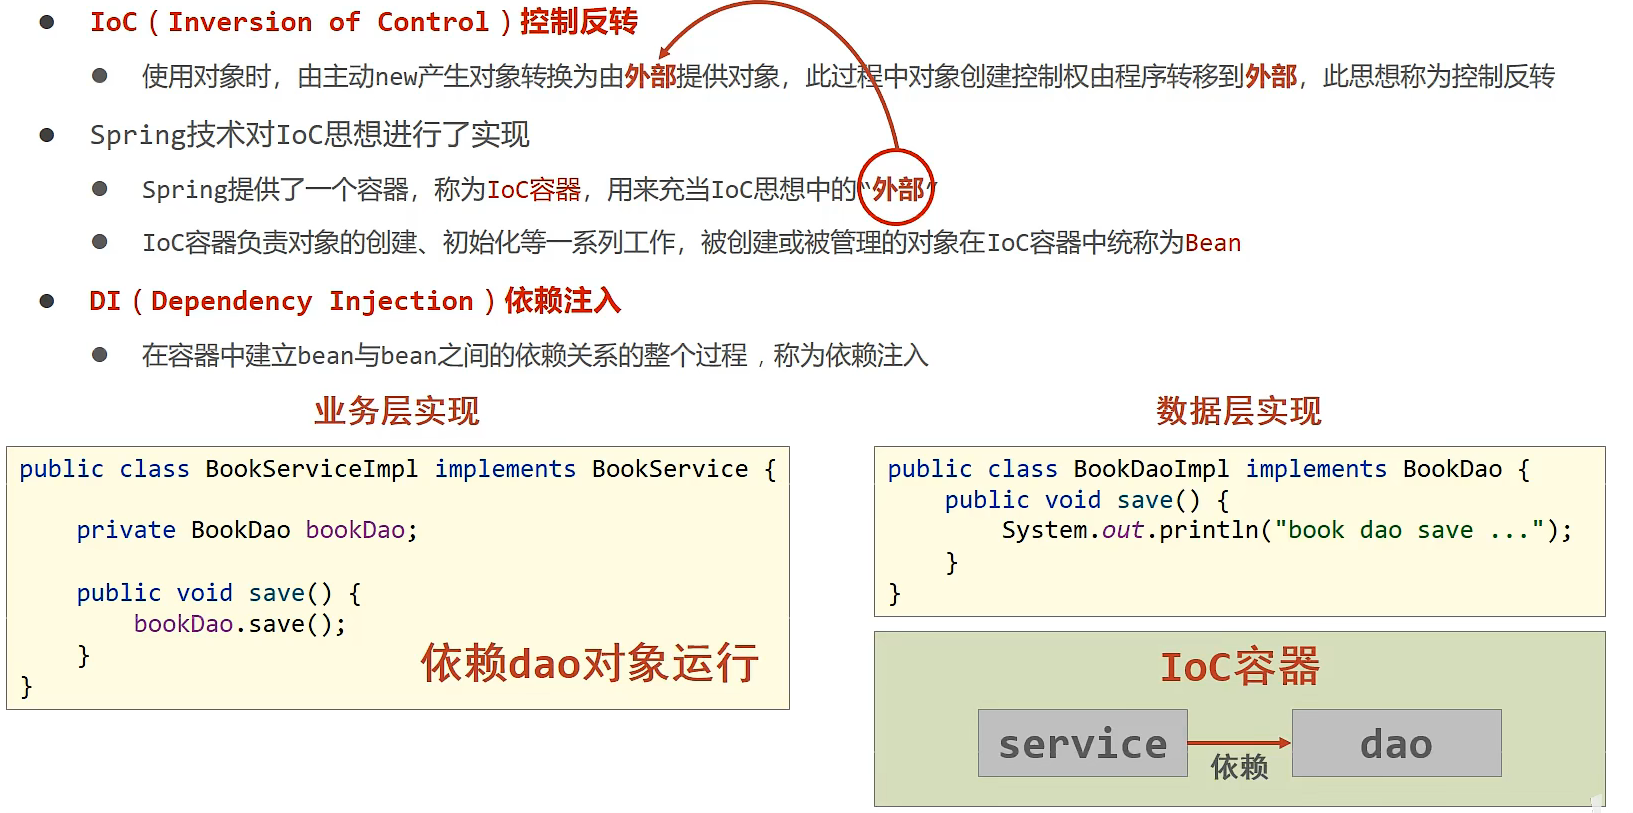 IoC（Inversion of Control）控制反转
使用对象时，由主动new产生对象转换为由外部提供对象，此过程中对象创建控制权由程序转移到外部，此思想称为控制反转
Spring技术对IoC思想进行了实现
Spring提供了一个容器，称为IoC容器，用来充当IoC思想中的“外部”
IoC容器负责对象的创建、初始化等一系列工作，被创建或被管理的对象在IoC容器中统称为Bean
DI（Dependency Injection）依赖注入
在容器中建立bean与bean之间的依赖关系的整个过程，称为依赖注入
业务层实现
public class BookServiceImpl implements BookService {
private BookDao bookDao;
public void save() {
bookDao.save();
}
}
依赖dao对象运行
数据层实现
public class BookDaoImpl implements BookDao {
public void save() {
System.out.println("book dao save ...");
}
}
IoC容器
service
依赖
dao